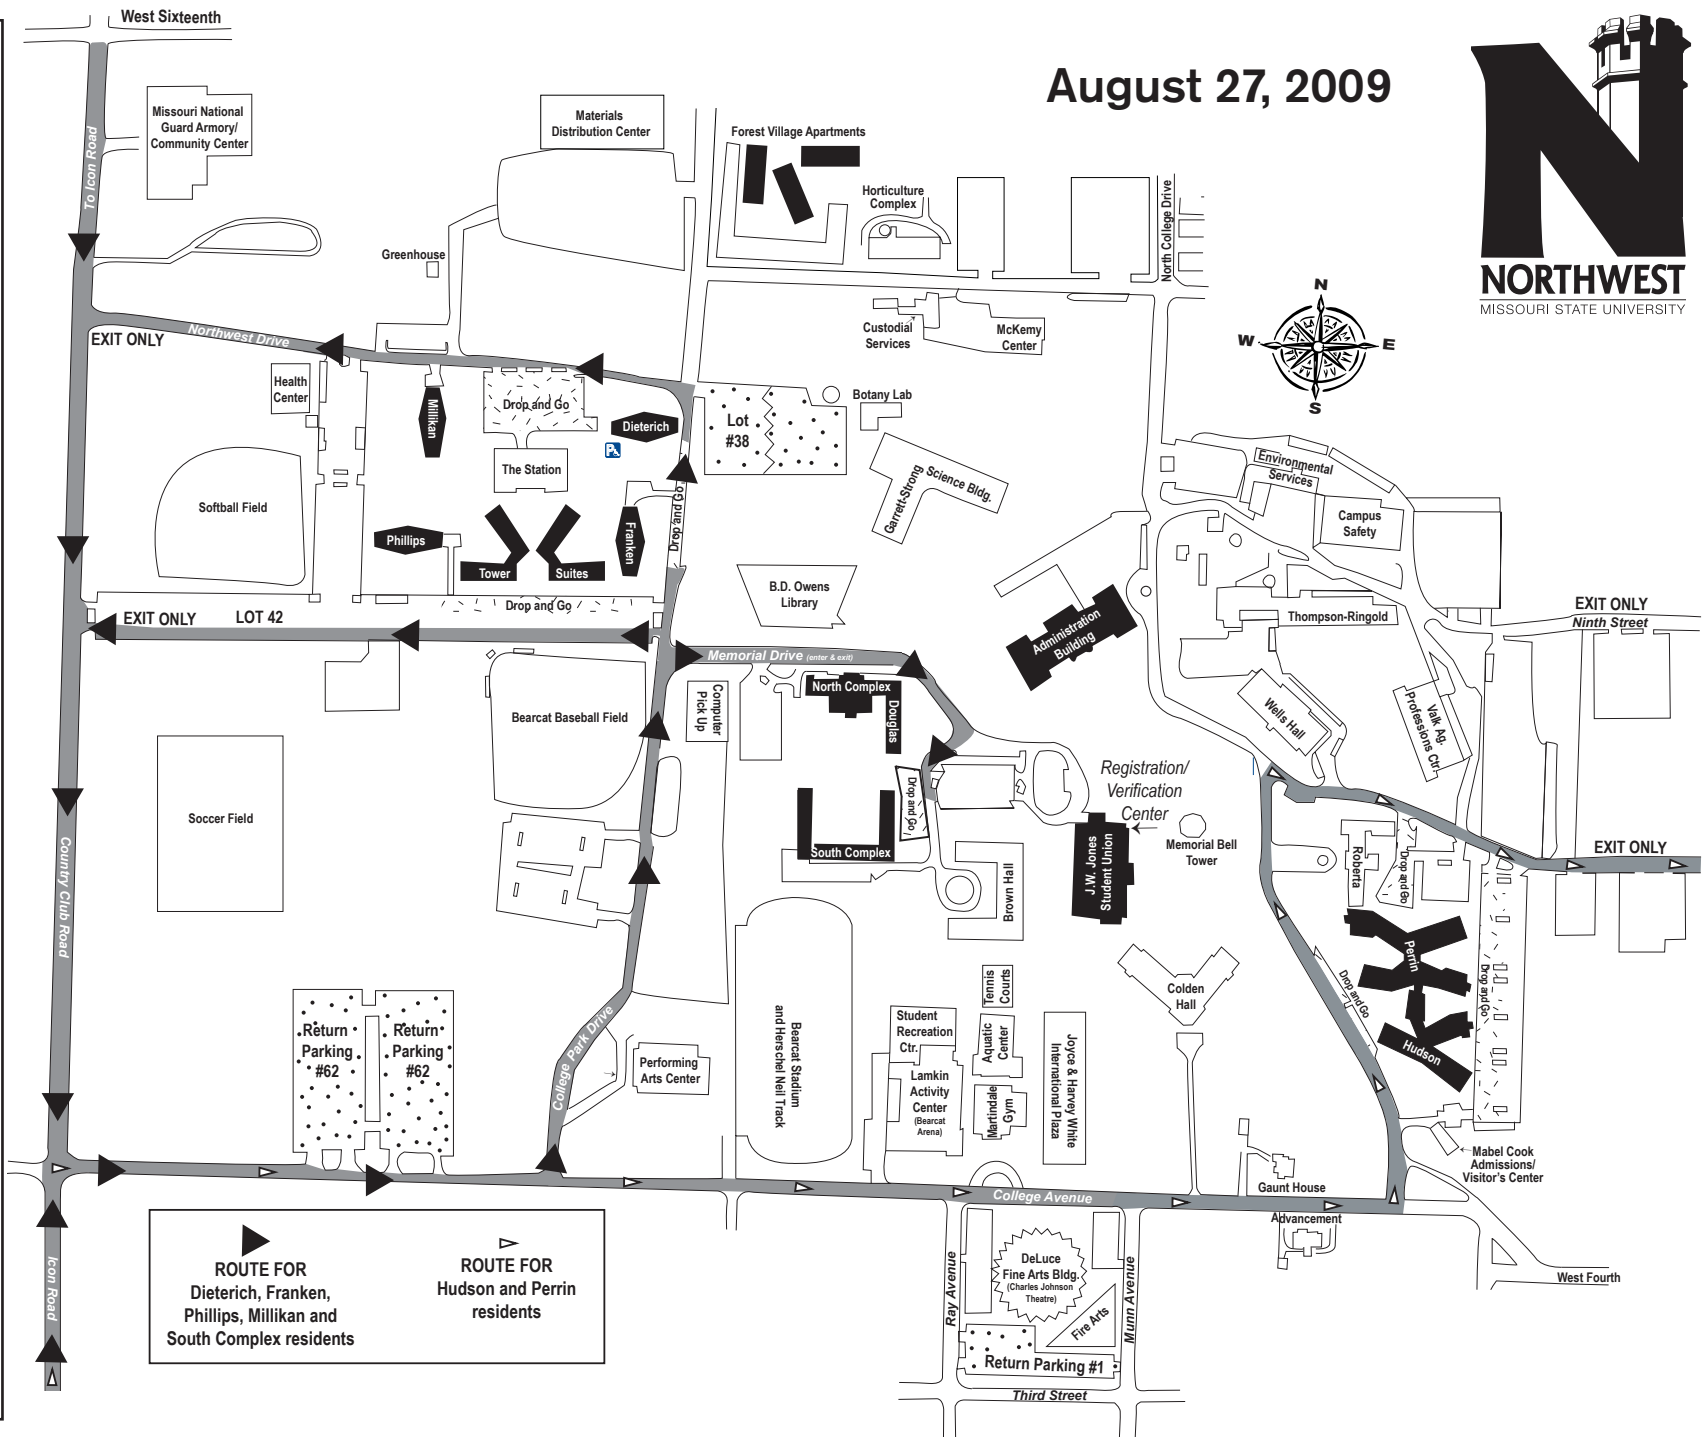 West Sixteenth
August 27, 2009
NORTHWEST
MISSOURI STATE UNIVERSITY
N
W
E
S
To Icon Road
Missouri National
Guard Armory/
Community Center
Materials
Distribution Center
Forest Village Apartments
Horticulture
Complex
North College Drive
Greenhouse
Custodial
Services
McKemy
Center
Northwest Drive
EXIT ONLY
Health
Center
Millikan
Drop and Go
Dieterich
The Station
Lot
#38
Botany Lab
Garrett-Strong
Science Bldg.
Environmental
Services
Campus
Safety
Softball Field
Phillips
Tower
Suites
Franken
Drop and Go
B.D. Owens
Library
Administration
Building
Thompson-Ringold
EXIT ONLY
Ninth Street
Drop and Go
EXIT ONLY
LOT 42
Memorial Drive (enter & exit)
North Complex
Douglas
Computer
Pick Up
Bearcat Baseball Field
Wells Hall
Valk Ag.
Professions Ctr.
Soccer Field
Drop and Go
South Complex
Registration/
Verification
Center
Memorial Bell
Tower
J.W. Jones
Student Union
Brown Hall
Roberta
Drop and Go
EXIT ONLY
Country Club Road
Perrin
Hudson
Drop and Go
Drop and Go
Colden
Hall
Tennis
Courts
Student
Recreation
Ctr.
Aquatic
Center
Lamkin
Activity
Center
(Bearcat
Arena)
Martindale
Gym
Joyce & Harvey White
International Plaza
Bearcat Stadium
and Herschel Neil Track
Return
Parking
#62
Return
Parking
#62
College Park Drive
Performing
Arts Center
Mabel Cook
Admissions/
Visitor's Center
Gaunt House
College Avenue
Advancement
Icon Road
ROUTE FOR
Dieterich, Franken,
Phillips, Millikan and
South Complex residents
ROUTE FOR
Hudson and Perrin
residents
Ray Avenue
DeLuce
Fine Arts Bldg.
(Charles Johnson
Theatre)
Fire Arts
Munn Avenue
West Fourth
Return Parking #1
Third Street